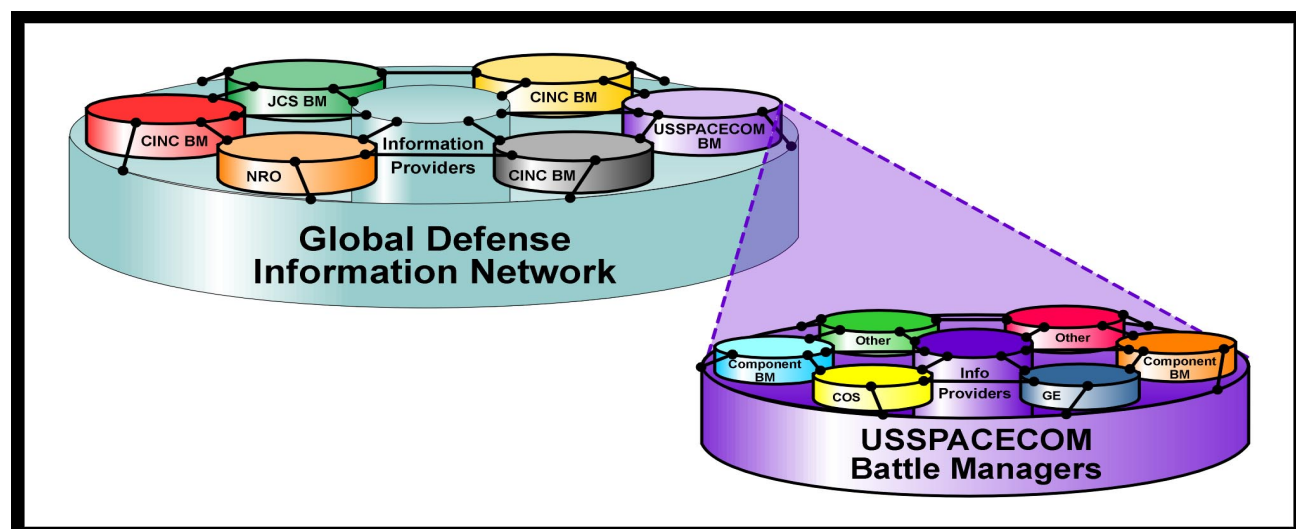 JCS BM
CINC BM
CINC BM
USSPACECOM
BM
NRO
Information
Providers
CINC BM
Global Defense
Information Network
Other
Other
Component
BM
Component
BM
COS
Info
Providers
GE
USSPACECOM
Battle Managers